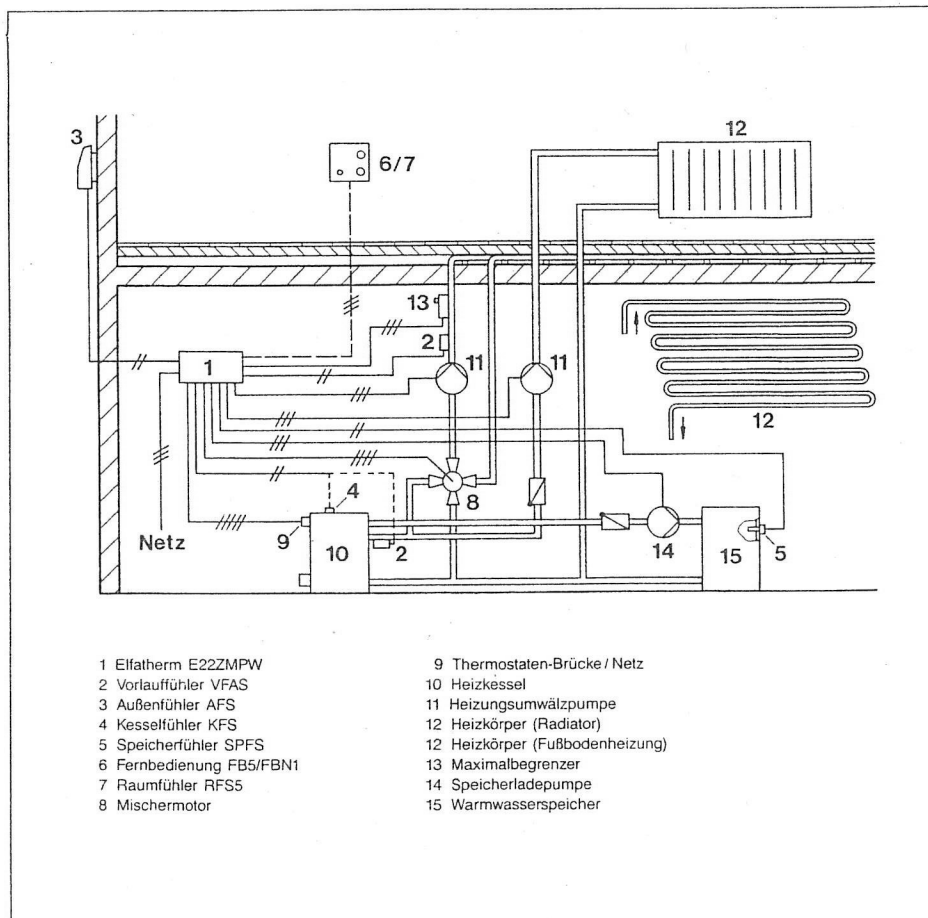 12
3
6/7
13
2
1
11
11
12
4
8
Netz
9
10
2
14
15
5
1 Elfatherm E22ZMPW
2 Vorlauffühler VFAS
3 Außenfühler AFS
4 Kesselfühler KFS
5 Speicherfühler SPFS
6 Fernbedienung FB5/FBN1
7 Raumfühler RFS5
8 Mischermotor
9 Thermostaten-Brücke / Netz
10 Heizkessel
11 Heizungsumwälzpumpe
12 Heizkörper (Radiator)
12 Heizkörper (Fußbodenheizung)
13 Maximalbegrenzer
14 Speicherladepumpe
15 Warmwasserspeicher